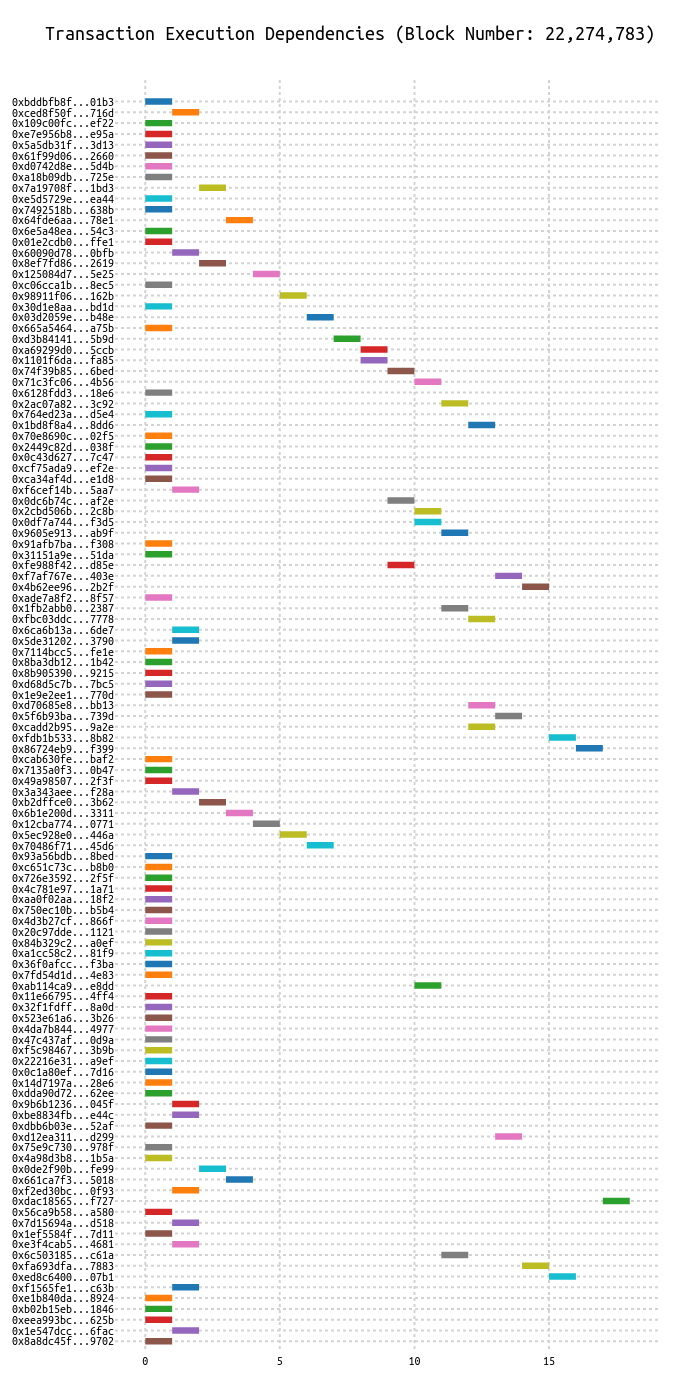 Transaction Execution Dependencies (Block Number: 22,274,783)
0xbddbfb8f...01b3
0xced8f50f...716d
0x109c00fc...ef22
0xe7e956b8...e95a
0x5a5db31f...3d13
0x61f99d06...2660
0xd0742d8e...5d4b
0xa18b09db...725e
0x7a19708f...1bd3
0xe5d5729e...ea44
0x7492518b...638b
0x64fde6aa...78e1
0x6e5a48ea...54c3
0x01e2cdb0...ffe1
0x60090d78...0bfb
0x8ef7fd86...2619
0x125084d7...5e25
0xc06cca1b...8ec5
0x98911f06...162b
0x30d1e8aa...bd1d
0x03d2059e...b48e
0x665a5464...a75b
0xd3b84141...5b9d
0xa69299d0...5ccb
0x1101f6da...fa85
0x74f39b85...6bed
0x71c3fc06...4b56
0x6128fdd3...18e6
0x2ac07a82...3c92
0x764ed23a...d5e4
0x1bd8f8a4...8dd6
0x70e8690c...02f5
0x2449c82d...038f
0x0c43d627...7c47
0xcf75ada9...ef2e
0xca34af4d...e1d8
0xf6cef14b...5aa7
0x0dc6b74c...af2e
0x2cbd506b...2c8b
0x0df7a744...f3d5
0x9605e913...ab9f
0x91afb7ba...f308
0x31151a9e...51da
0xfe988f42...d85e
0xf7af767e...403e
0x4b62ee96...2b2f
0xade7a8f2...8f57
0x1fb2abb0...2387
0xfbc03ddc...7778
0x6ca6b13a...6de7
0x5de31202...3790
0x7114bcc5...fe1e
0x8ba3db12...1b42
0x8b905390...9215
0xd68d5c7b...7bc5
0x1e9e2ee1...770d
0xd70685e8...bb13
0x5f6b93ba...739d
0xcadd2b95...9a2e
0xfdb1b533...8b82
0x86724eb9...f399
0xcab630fe...baf2
0x7135a0f3...0b47
0x49a98507...2f3f
0x3a343aee...f28a
0xb2dffce0...3b62
0x6b1e200d...3311
0x12cba774...0771
0x5ec928e0...446a
0x70486f71...45d6
0x93a56bdb...8bed
0xc651c73c...b8b0
0x726e3592...2f5f
0x4c781e97...1a71
0xaa0f02aa...18f2
0x750ec10b...b5b4
0x4d3b27cf...866f
0x20c97dde...1121
0x84b329c2...a0ef
0xa1cc58c2...81f9
0x36f0afcc...f3ba
0x7fd54d1d...4e83
0xab114ca9...e8dd
0x11e66795...4ff4
0x32f1fdff...8a0d
0x523e61a6...3b26
0x4da7b844...4977
0x47c437af...0d9a
0xf5c98467...3b9b
0x22216e31...a9ef
0x0c1a80ef...7d16
0x14d7197a...28e6
0xdda90d72...62ee
0x9b6b1236...045f
0xbe8834fb...e44c
0xdbb6b03e...52af
0xd12ea311...d299
0x75e9c730...978f
0x4a98d3b8...1b5a
0x0de2f90b...fe99
0x661ca7f3...5018
0xf2ed30bc...0f93
0xdac18565...f727
0x56ca9b58...a580
0x7d15694a...d518
0x1ef5584f...7d11
0xe3f4cab5...4681
0x6c503185...c61a
0xfa693dfa...7883
0xed8c6400...07b1
0xf1565fe1...c63b
0xe1b840da...8924
0xb02b15eb...1846
0xeea993bc...625b
0x1e547dcc...6fac
0x8a8dc45f...9702
0 5 10 15